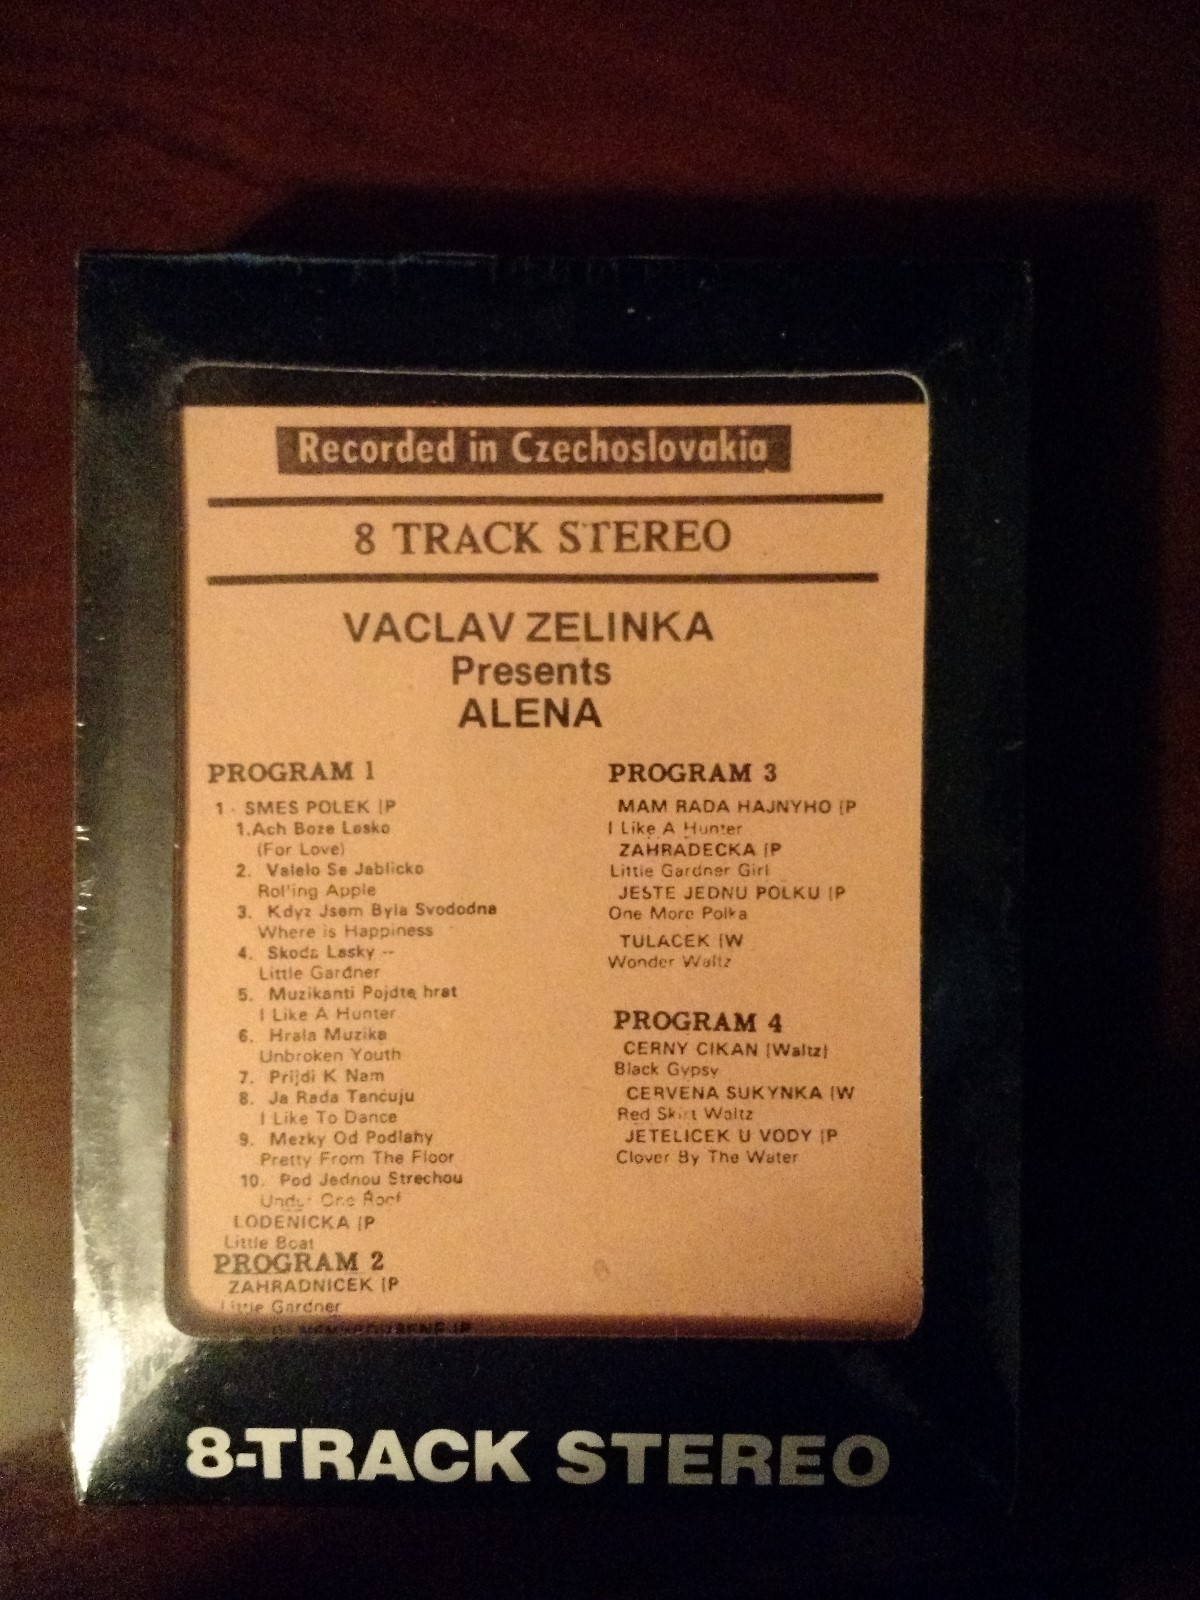 Recorded in Czechoslovakia
8 TRACK STEREO
VACLAV ZELINKA
Presents
ALENA
PROGRAM 1
1 - SMES POLEK (P
1.Ach Boze Lasko
(For Love)
2. Valelo Se Jablicko
Rolling Apple
3. Kdyz Jsem Byla Svododna
Where is Happiness
4. Skoda Lasky --
Little Gardner
5. Muzikanti Pojdte hrat
I Like A Hunter
6. Hrala Muzika
Unbroken Youth
7. Prijdi K Nam
8. Ja Rada Tancuju
I Like To Dance
9. Mezky Od Podlahy
Pretty From The Floor
10. Pod Jednou Strechou
Under One Roof
LODENICKA (P
Little Boat
PROGRAM 2
ZAHRADNICEK (P
Little Gardner
PROGRAM 3
MAM RADA HAJNYHO (P
I Like A Hunter
ZAHRADECKA (P
Little Gardner Girl
JESTE JEDNU POLKU (P
One More Polka
TULACEK (W
Wonder Waltz
PROGRAM 4
CERNY CIKAN (Waltz)
Black Gypsy
CERVENA SUKYNKA (W
Red Skirt Waltz
JETELICEK U VODY (P
Clover By The Water
8-TRACK STEREO